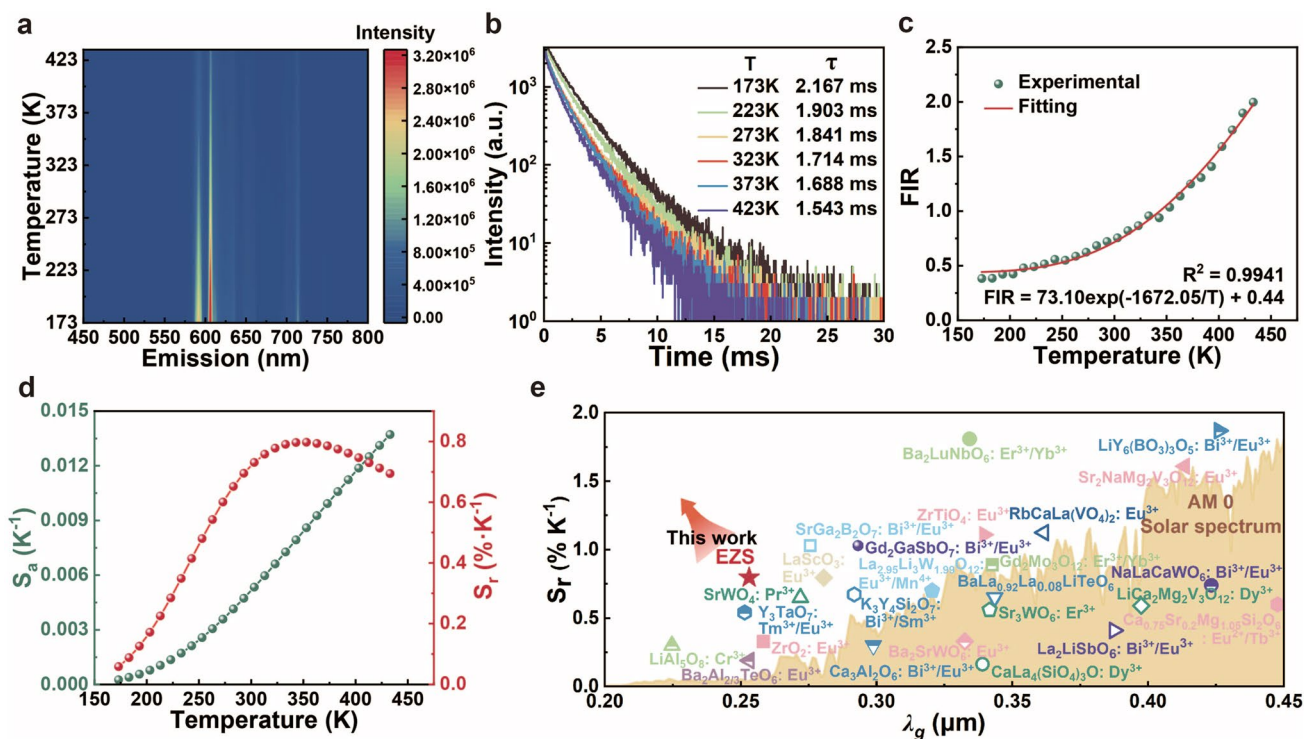 a
Intensity
Temperature (K)
423
373
323
273
223
173
450 500 550 600 650 700 750 800
Emission (nm)
3.20×10⁶
2.80×10⁶
2.40×10⁶
2.00×10⁶
1.60×10⁶
1.20×10⁶
8.00×10⁵
4.00×10⁵
0.00
b
Intensity (a.u.)
10³
10²
10¹
10⁰
T τ
173K 2.167 ms
223K 1.903 ms
273K 1.841 ms
323K 1.714 ms
373K 1.688 ms
423K 1.543 ms
0 5 10 15 20 25 30
Time (ms)
c
FIR
2.5
2.0
1.5
1.0
0.5
0.0
Experimental
Fitting
R² = 0.9941
FIR = 73.10exp(-1672.05/T) + 0.44
150 200 250 300 350 400 450
Temperature (K)
d
Sa (K⁻¹)
0.015
0.012
0.009
0.006
0.003
0.000
150 200 250 300 350 400 450
Temperature (K)
0.8
0.6
0.4
0.2
0.0
Sr (%·K⁻¹)
e
Sr (% K⁻¹)
2.0
1.5
1.0
0.5
0.0
LiY₆(BO₃)₃O₅: Bi³⁺/Eu³⁺
Ba₂LuNbO₆: Er³⁺/Yb³⁺
Sr₂NaMg₂V₃O₁₂: Eu³⁺
AM 0
Solar spectrum
This work
EZS
ZrTiO₄: Eu³⁺
RbCaLa(VO₄)₂: Eu³⁺
SrGa₂B₂O₇: Bi³⁺/Eu³⁺
Gd₂GaSbO₇: Bi³⁺/Eu³⁺
LaScO₃:
Eu³⁺
Eu³⁺/Mn⁴⁺
Gd₂Mo₃O₁₂: Er³⁺/Yb³⁺
BaLa₀.₉₂La₀.₀₈LiTeO₆
NaLaCaWO₆: Bi³⁺/Eu³⁺
SrWO₄: Pr³⁺
Y₃TaO₇:
Tm³⁺/Eu³⁺
K₃Y₄Si₂O₇:
Bi³⁺/Sm³⁺
Sr₃WO₆: Er³⁺
LiCa₂Mg₂V₃O₁₂: Dy³⁺
Ca₀.₇₅Sr₀.₂Mg₁.₀₅Si₂O₆
: Eu²⁺/Tb³⁺
ZrO₂: Eu³⁺
Ba₂SrWO₆: Eu³⁺
La₂LiSbO₆: Bi³⁺/Eu³⁺
LiAl₅O₈: Cr³⁺
Ba₂Al₂/₃TeO₆: Eu³⁺
Ca₃Al₂O₆: Bi³⁺/Eu³⁺
CaLa₄(SiO₄)₃O: Dy³⁺
0.20 0.25 0.30 0.35 0.40 0.45
λg (μm)